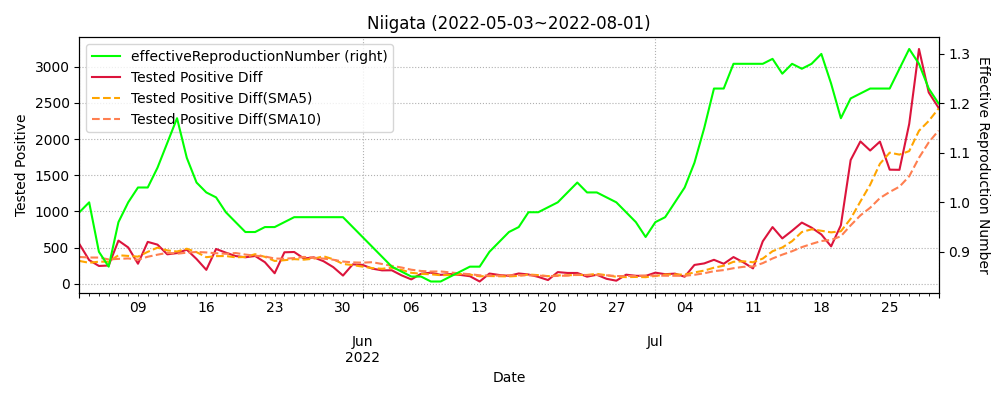 Niigata (2022-05-03~2022-08-01)
effectiveReproductionNumber (right)
Tested Positive Diff
Tested Positive Diff(SMA5)
Tested Positive Diff(SMA10)
Tested Positive
3000
2500
2000
1500
1000
500
0
1.3
1.2
1.1
1.0
0.9
Effective Reproduction Number
09 16 23 30 06 13 20 27 04 11 18 25
Jun Jul
2022
Date